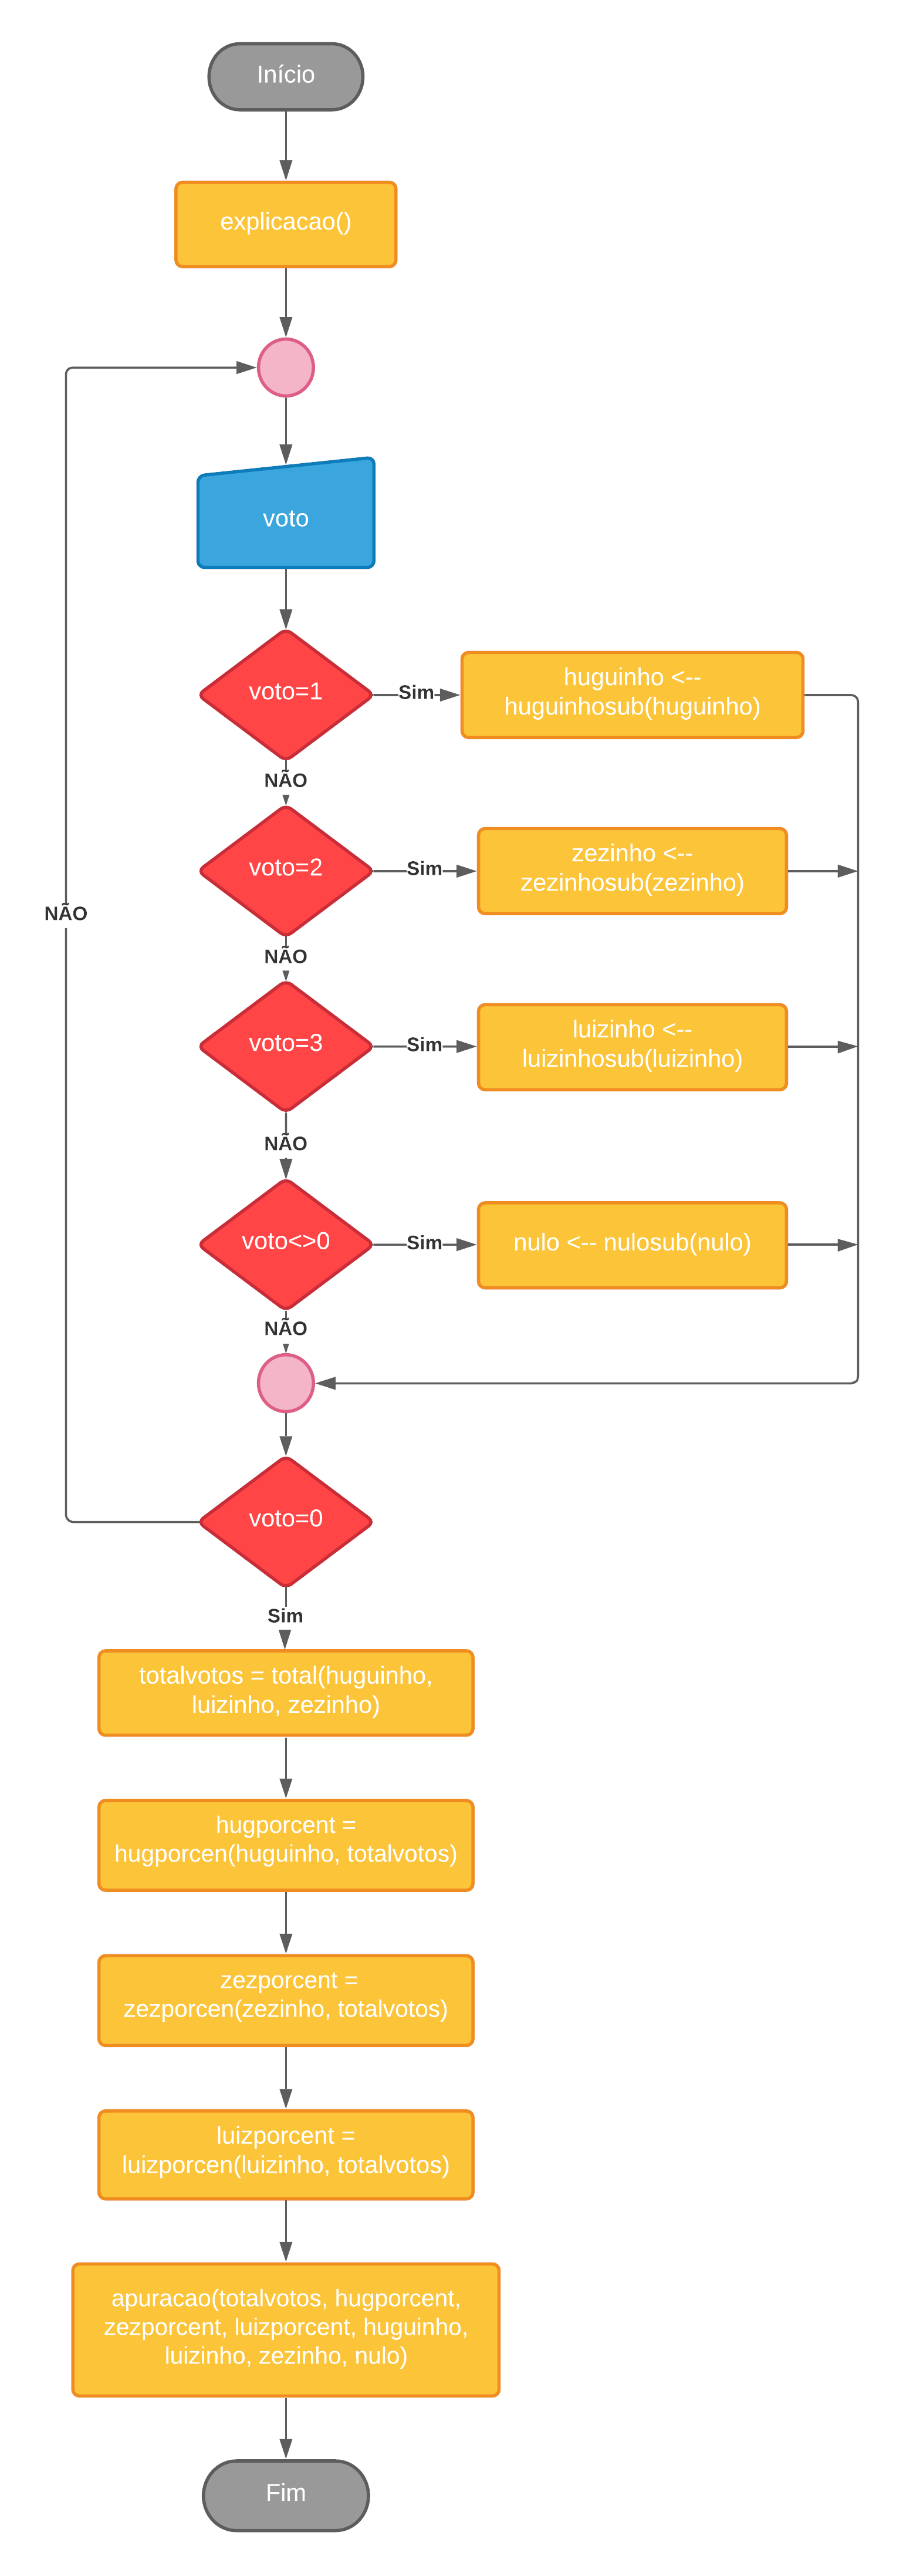 Início
explicacao()
voto
voto=1
Sim
huguinho <--
huguinhosub(huguinho)
NÃO
voto=2
Sim
zezinho <--
zezinhosub(zezinho)
NÃO
NÃO
voto=3
Sim
luizinho <--
luizinhosub(luizinho)
NÃO
voto<>0
Sim
nulo <-- nulosub(nulo)
NÃO
voto=0
Sim
totalvotos = total(huguinho,
luizinho, zezinho)
hugporcent =
hugporcen(huguinho, totalvotos)
zezporcent =
zezporcen(zezinho, totalvotos)
luizporcent =
luizporcen(luizinho, totalvotos)
apuracao(totalvotos, hugporcent,
zezporcent, luizporcent, huguinho,
luizinho, zezinho, nulo)
Fim